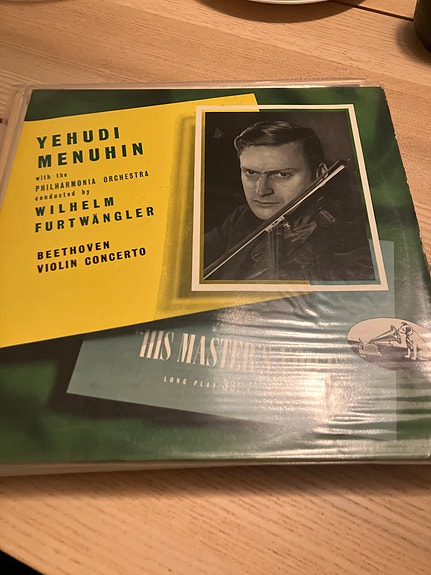 YEHUDI
MENUHIN
with the
PHILHARMONIA ORCHESTRA
conducted by
WILHELM
FURTWÄNGLER
BEETHOVEN
VIOLIN CONCERTO
"HIS MASTER'S
LONG PLAY 33